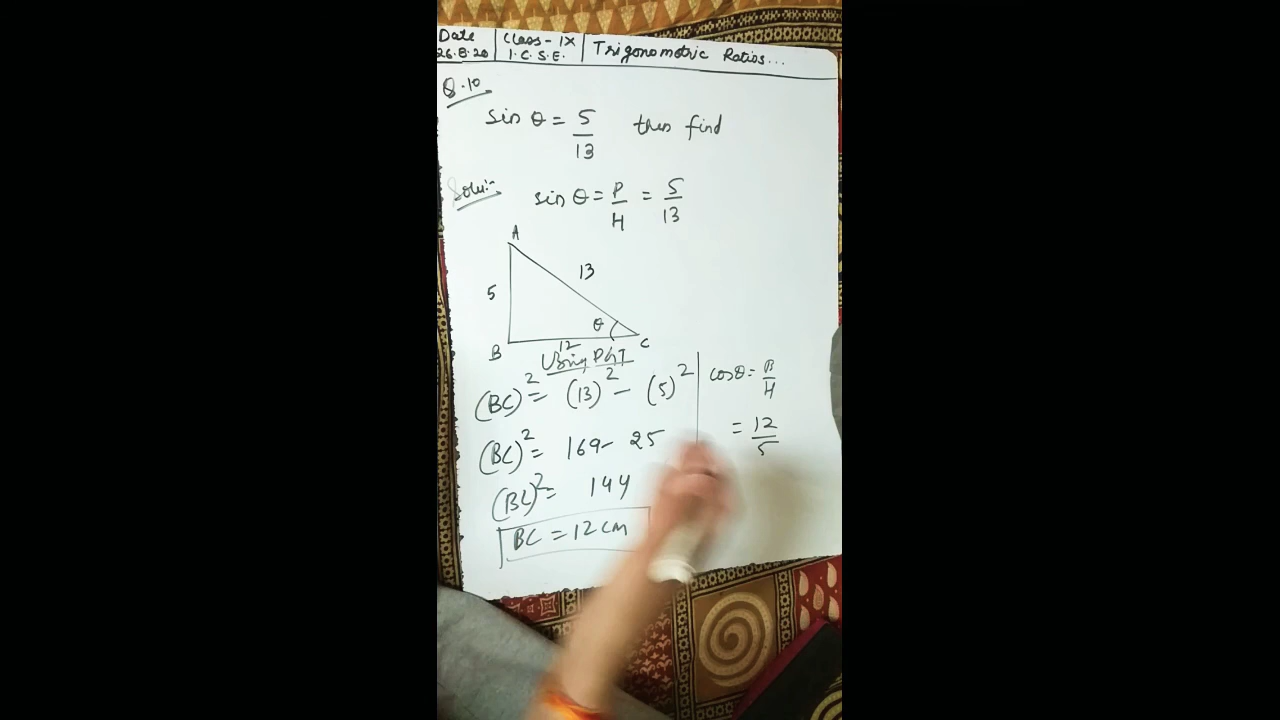 Date
26.8.20
Class - IX
I.C.S.E.
Trigonometric Ratios...
Q.10
sin θ = 5/13 then find
Solu:-
sin θ = P/H = 5/13
A
13
5
θ
B
12
C
Using PGT
(BC)² = (13)² - (5)²
(BC)² = 169 - 25
(BC)² = 144
BC = 12 cm
cosθ = B/H
= 12/5